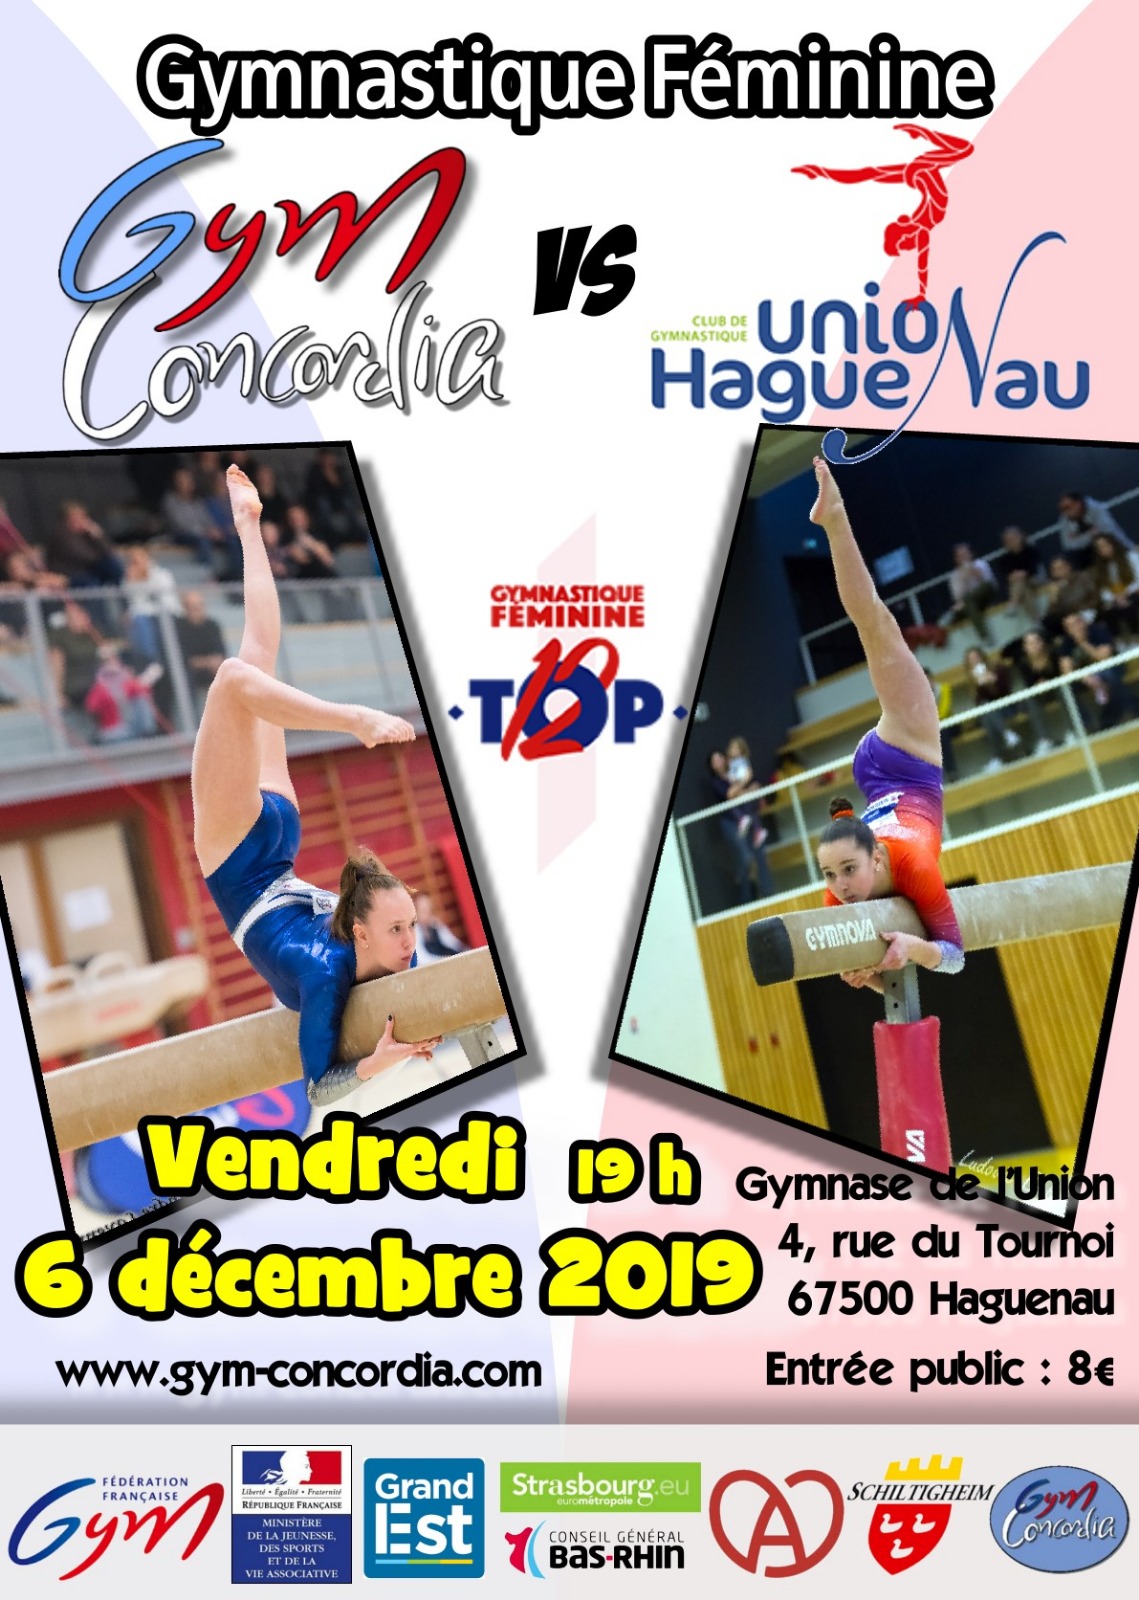 Gymnastique Féminine
Gym
Concordia
VS
CLUB DE
GYMNASTIQUE
Union
Haguenau
GYMNASTIQUE
FÉMININE
TOP
12
GYMNOVA
Vendredi 19 h
6 décembre 2019
Gymnase de l'Union
4, rue du Tournoi
67500 Haguenau
www.gym-concordia.com
Entrée public : 8€
FÉDÉRATION
FRANÇAISE
Gym
Liberté • Égalité • Fraternité
RÉPUBLIQUE FRANÇAISE
MINISTÈRE
DE LA JEUNESSE,
DES SPORTS
ET DE LA
VIE ASSOCIATIVE
Grand
Est
Strasbourg.eu
eurométropole
CONSEIL GÉNÉRAL
BAS-RHIN
SCHILTIGHEIM
Gym
Concordia